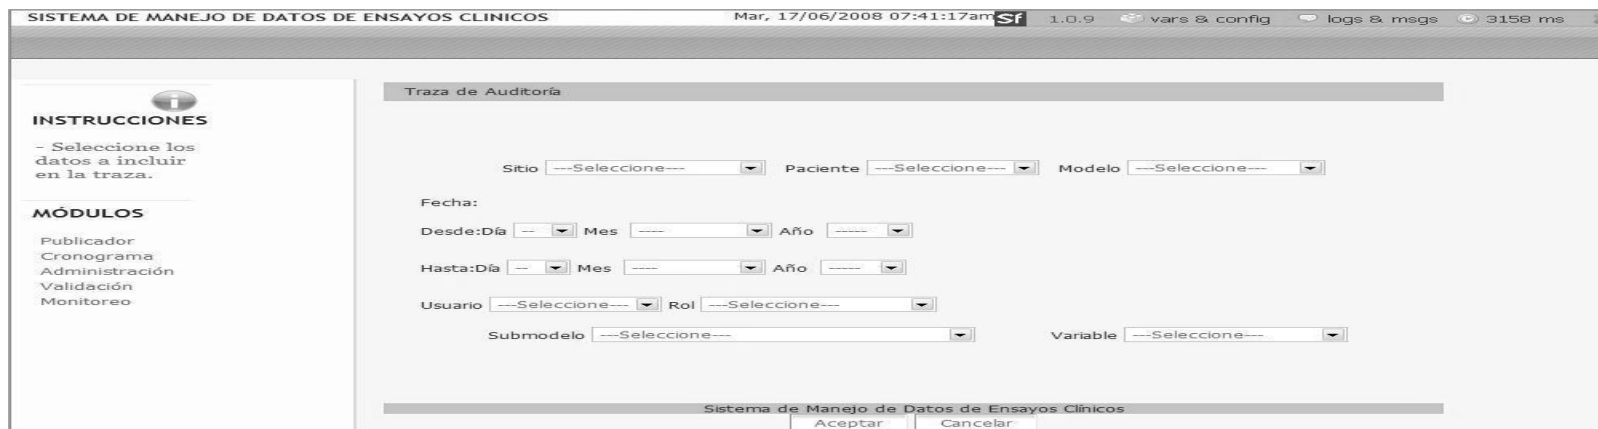 SISTEMA DE MANEJO DE DATOS DE ENSAYOS CLINICOS Mar, 17/06/2008 07:41:17am Sf 1.0.9 vars & config logs & msgs 3158 ms
Traza de Auditoría
INSTRUCCIONES
- Seleccione los
datos a incluir
en la traza.
MÓDULOS
Publicador
Cronograma
Administración
Validación
Monitoreo
Sitio ---Seleccione--- Paciente ---Seleccione--- Modelo ---Seleccione---
Fecha:
Desde:Día -- Mes ---- Año -----
Hasta:Día -- Mes ---- Año -----
Usuario ---Seleccione--- Rol ---Seleccione---
Submodelo ---Seleccione--- Variable ---Seleccione---
Sistema de Manejo de Datos de Ensayos Clínicos
Aceptar Cancelar